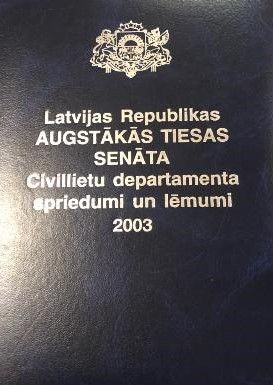 Latvijas Republikas
AUGSTĀKĀS TIESAS
SENĀTA
Civillietu departamenta
spriedumi un lēmumi
2003